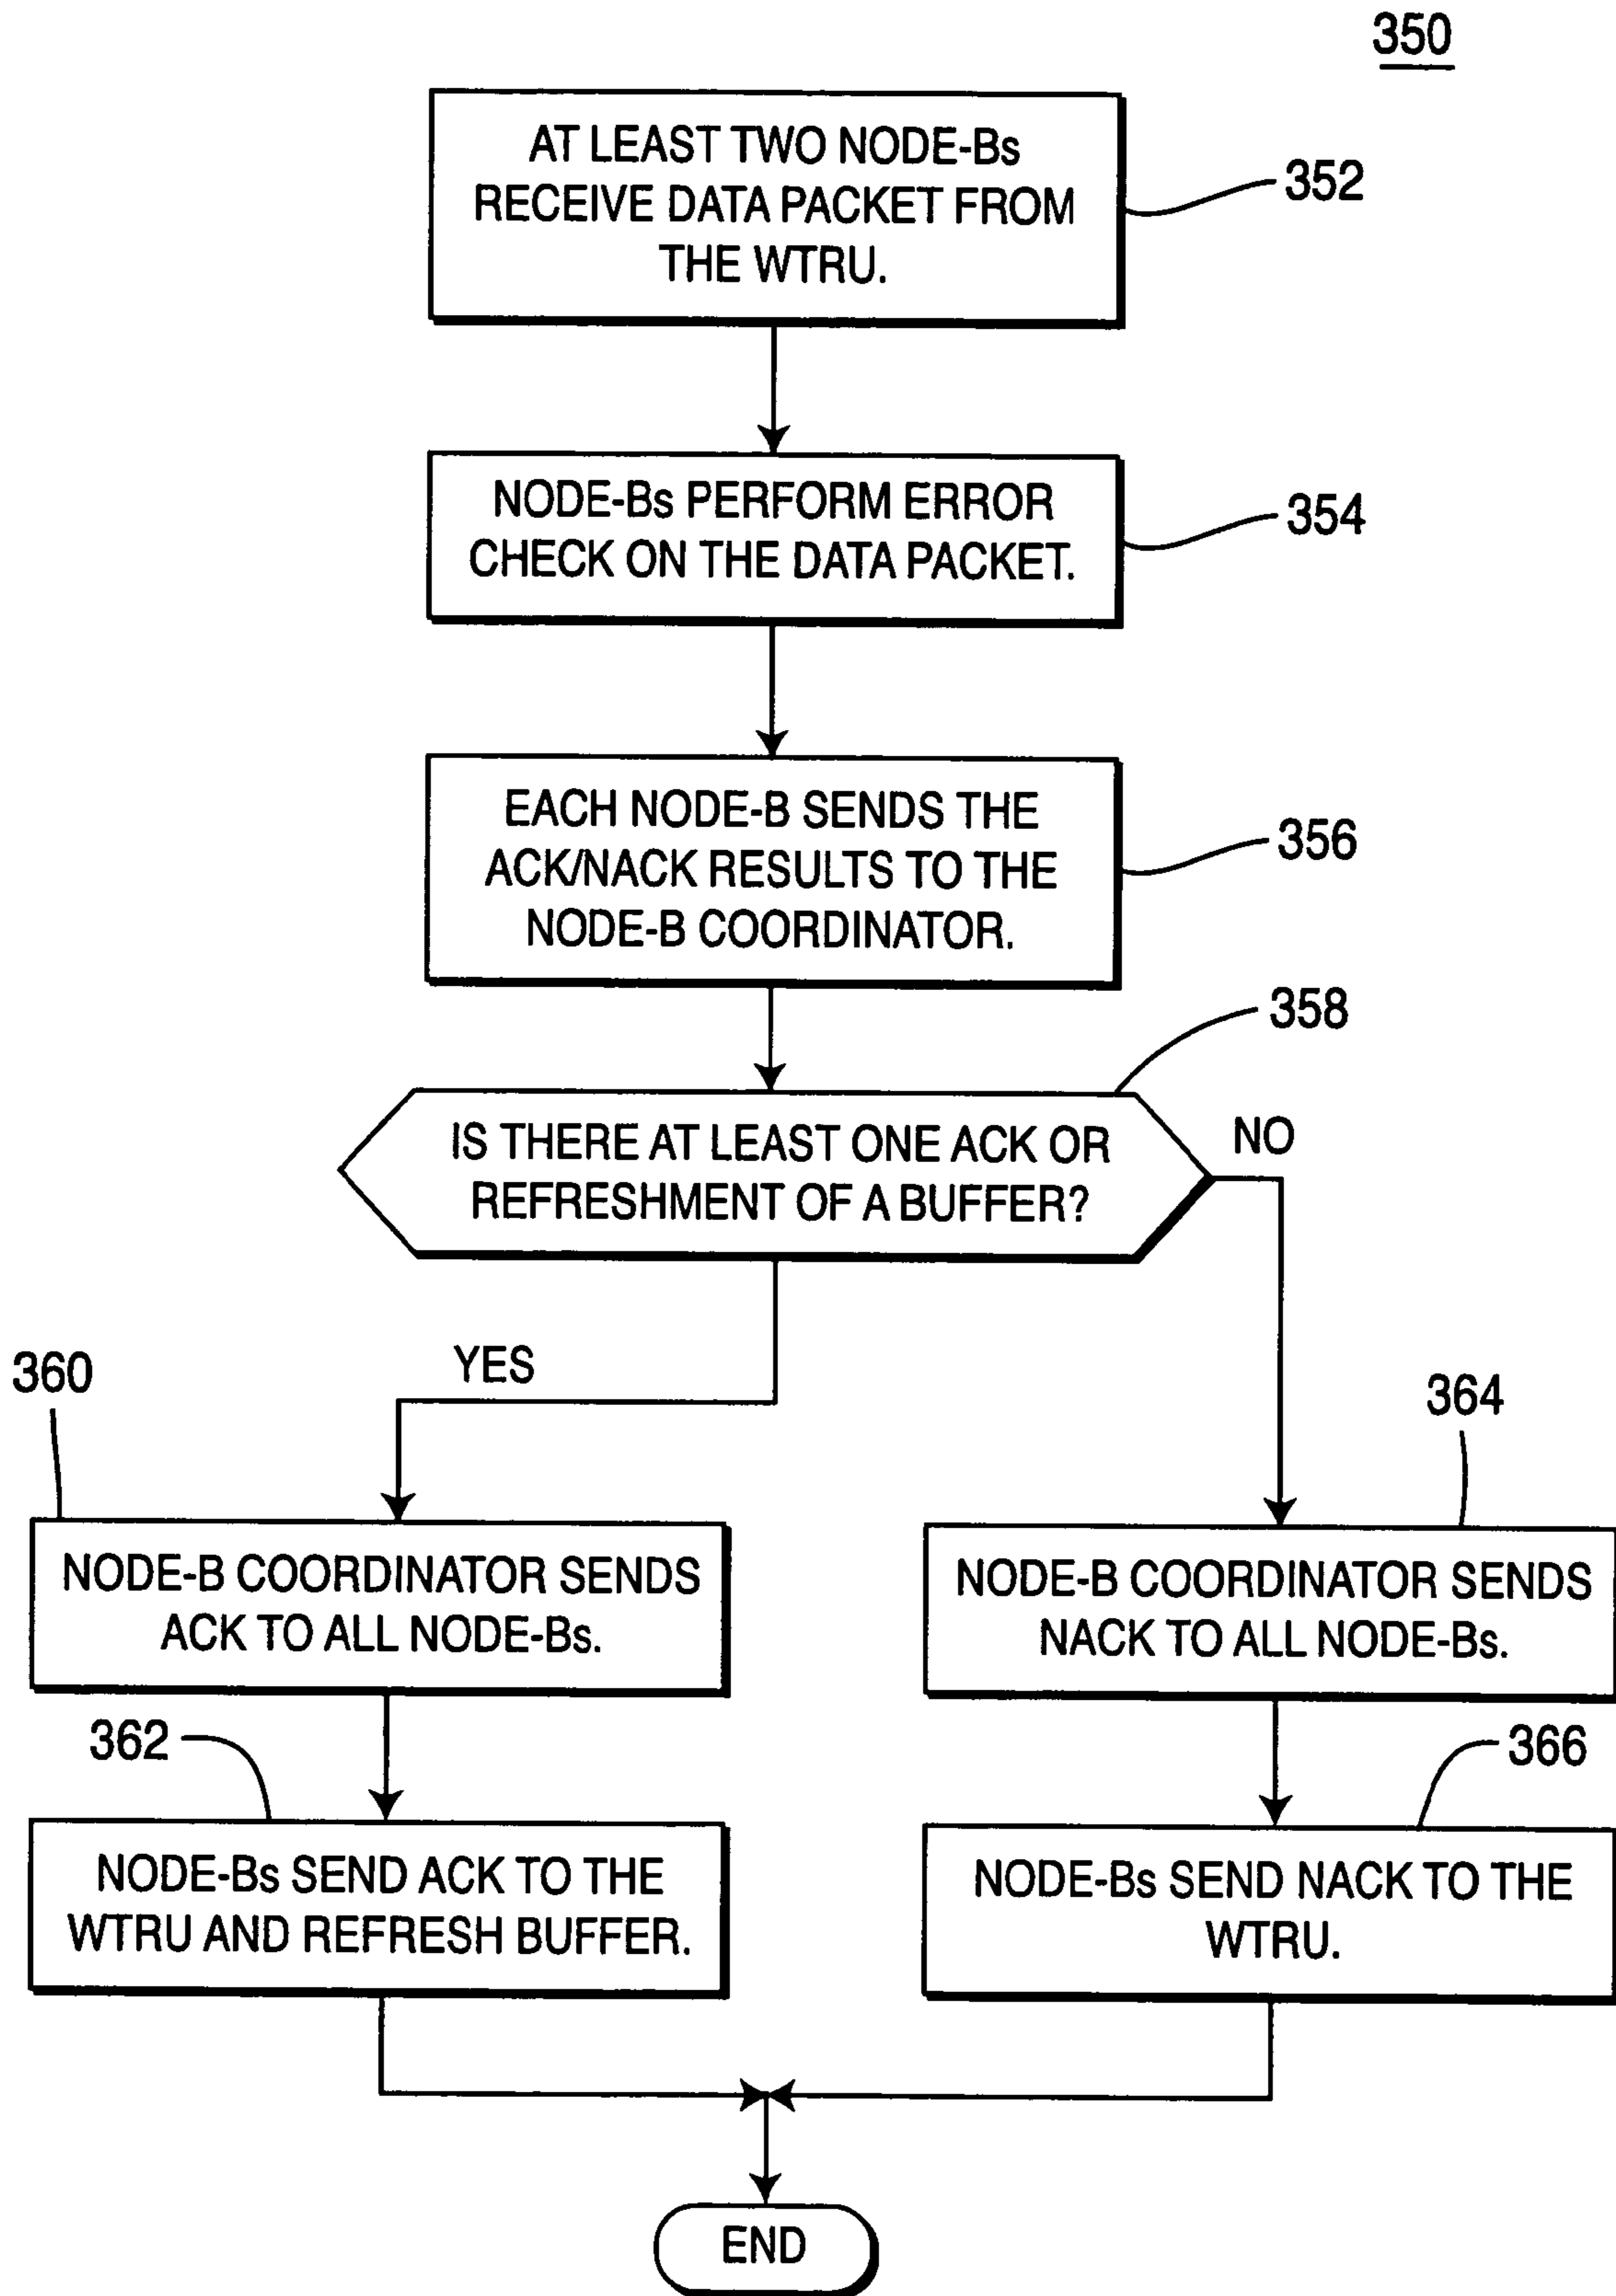 350
AT LEAST TWO NODE-Bs
RECEIVE DATA PACKET FROM
THE WTRU.
352
NODE-Bs PERFORM ERROR
CHECK ON THE DATA PACKET.
354
EACH NODE-B SENDS THE
ACK/NACK RESULTS TO THE
NODE-B COORDINATOR.
356
358
IS THERE AT LEAST ONE ACK OR
REFRESHMENT OF A BUFFER?
NO
YES
360
364
NODE-B COORDINATOR SENDS
ACK TO ALL NODE-Bs.
NODE-B COORDINATOR SENDS
NACK TO ALL NODE-Bs.
362
366
NODE-Bs SEND ACK TO THE
WTRU AND REFRESH BUFFER.
NODE-Bs SEND NACK TO THE
WTRU.
END